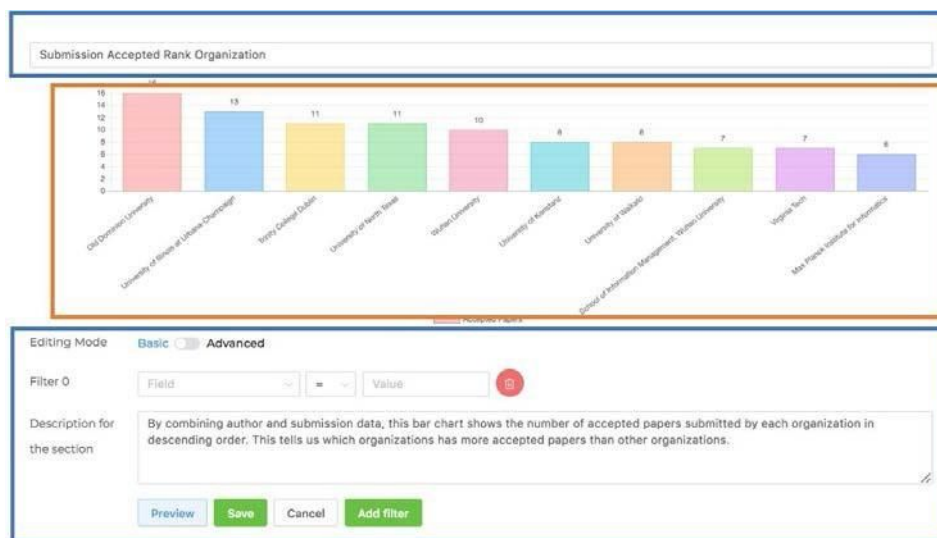 Submission Accepted Rank Organization
16
14
12
10
8
6
4
2
0
13
11
11
10
8
8
7
7
6
Old Dominion University
University of Illinois at Urbana-Champaign
Trinity College Dublin
University of North Texas
Wuhan University
University of Konstanz
University of Waikato
School of Information Management, Wuhan University
Virginia Tech
Max Planck Institute for Informatics
Accepted Papers
Editing Mode Basic Advanced
Filter 0 Field = Value
Description for
the section
By combining author and submission data, this bar chart shows the number of accepted papers submitted by each organization in
descending order. This tells us which organizations has more accepted papers than other organizations.
Preview Save Cancel Add filter